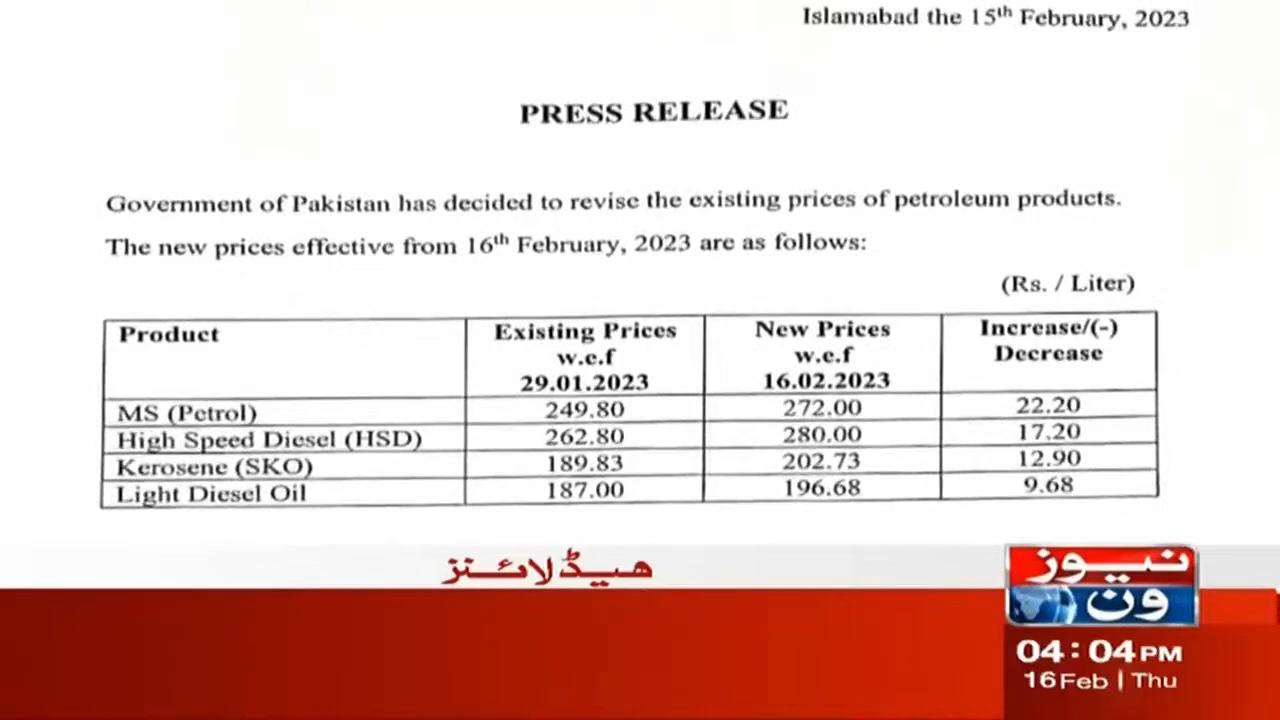 Islamabad the 15th February, 2023
PRESS RELEASE
Government of Pakistan has decided to revise the existing prices of petroleum products.
The new prices effective from 16th February, 2023 are as follows:
(Rs. / Liter)
Product Existing Prices w.e.f 29.01.2023 New Prices w.e.f 16.02.2023 Increase/(-) Decrease
MS (Petrol) 249.80 272.00 22.20
High Speed Diesel (HSD) 262.80 280.00 17.20
Kerosene (SKO) 189.83 202.73 12.90
Light Diesel Oil 187.00 196.68 9.68
ھیڈلائنز
نیوز
ون
04:04PM
16Feb | Thu